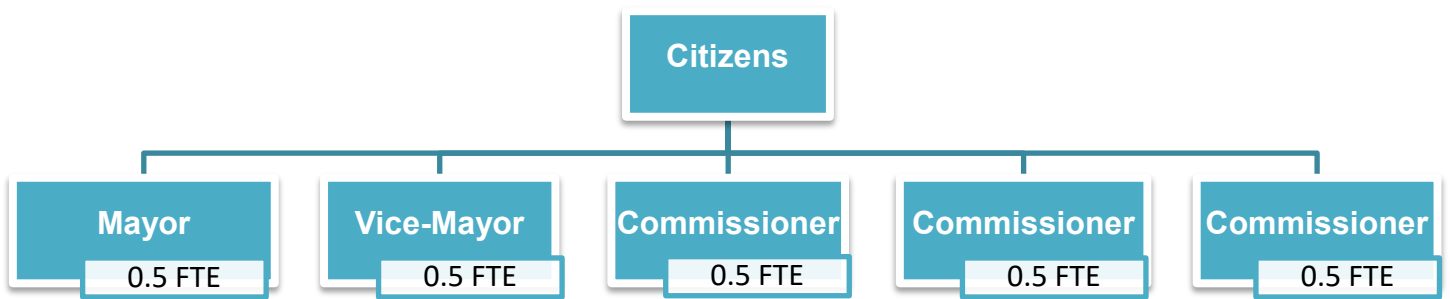 Citizens
Mayor
0.5 FTE
Vice-Mayor
0.5 FTE
Commissioner
0.5 FTE
Commissioner
0.5 FTE
Commissioner
0.5 FTE